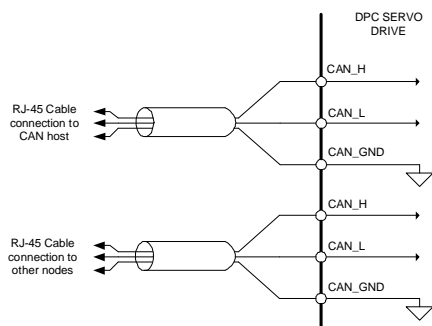 DPC SERVO
DRIVE
CAN_H
RJ-45 Cable
connection to
CAN host
CAN_L
CAN_GND
CAN_H
RJ-45 Cable
connection to
other nodes
CAN_L
CAN_GND